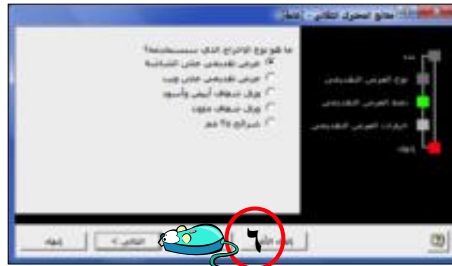 معالج المحتوى التلقائي - [إنهاء]
ما هو نوع الإخراج الذي ستستخدمه؟
عرض تقديمي على الشاشة
عرض تقديمي على ويب
ورق شفاف أبيض وأسود
ورق شفاف ملون
شرائح ٣٥ مم
بدء
نوع العرض التقديمي
نمط العرض التقديمي
خيارات العرض التقديمي
إنهاء
٦
التالي >
إنهاء